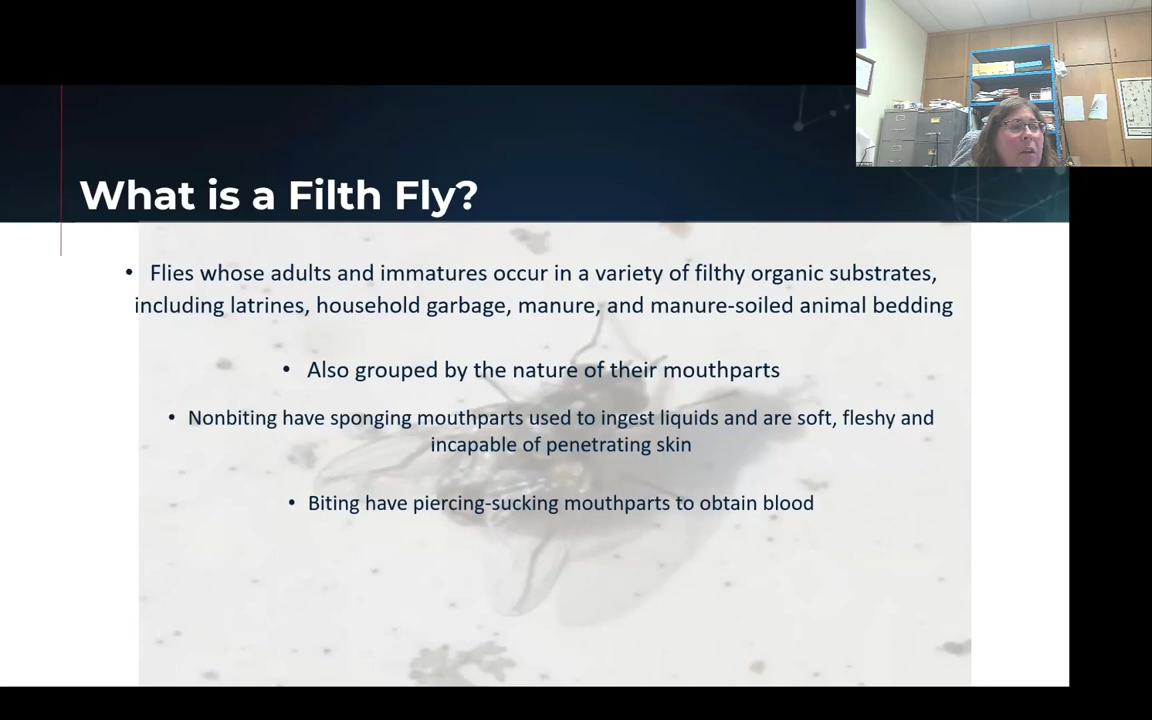 What is a Filth Fly?
• Flies whose adults and immatures occur in a variety of filthy organic substrates,
including latrines, household garbage, manure, and manure-soiled animal bedding
• Also grouped by the nature of their mouthparts
• Nonbiting have sponging mouthparts used to ingest liquids and are soft, fleshy and
incapable of penetrating skin
• Biting have piercing-sucking mouthparts to obtain blood